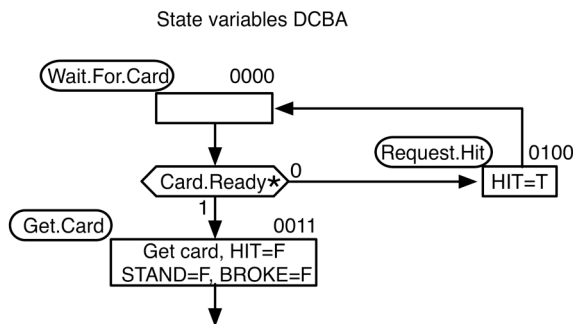 State variables DCBA
Wait.For.Card
0000
Request.Hit
0100
Card.Ready*
0
HIT=T
1
Get.Card
0011
Get card, HIT=F
STAND=F, BROKE=F